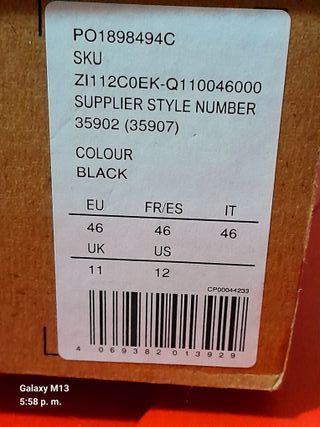 PO1898494C
SKU
ZI112C0EK-Q110046000
SUPPLIER STYLE NUMBER
35902 (35907)
COLOUR
BLACK
EU FR/ES IT
46 46 46
UK US
11 12
CP00044233
4 069382 013929
Galaxy M13
5:58 p. m.